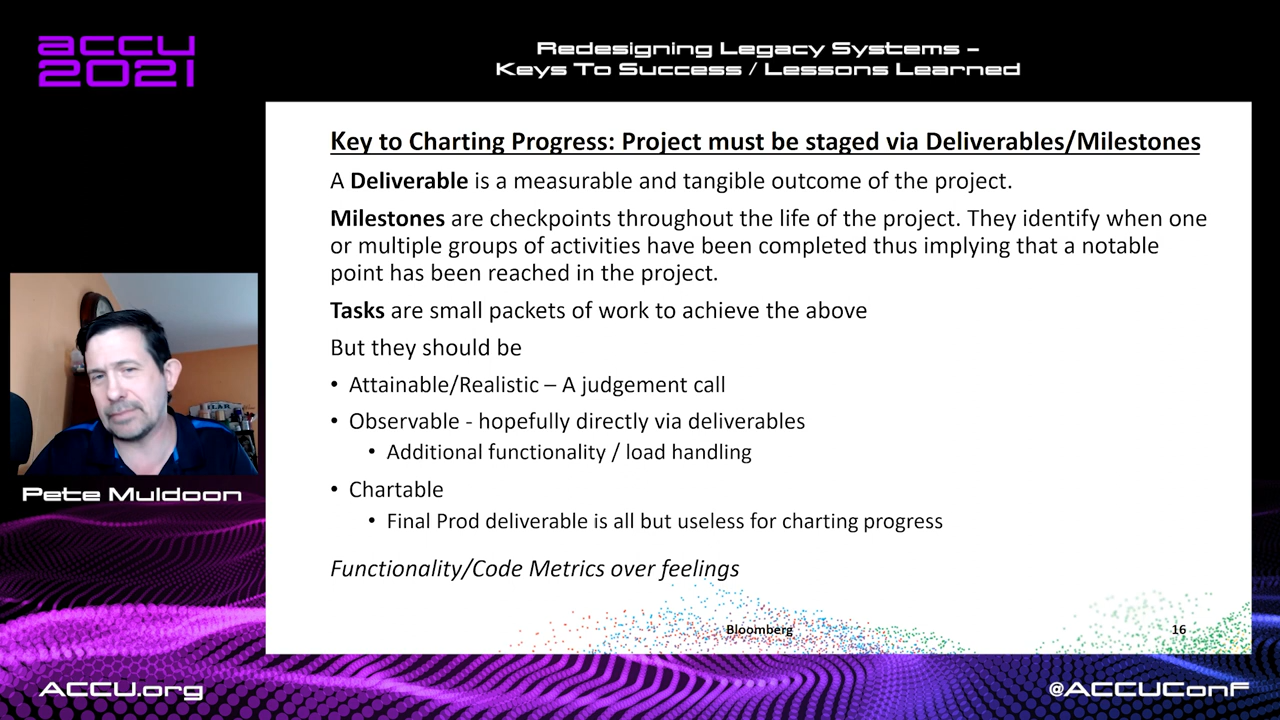 accu
2021
Redesigning Legacy Systems –
Keys To Success / Lessons Learned
Key to Charting Progress: Project must be staged via Deliverables/Milestones
A Deliverable is a measurable and tangible outcome of the project.
Milestones are checkpoints throughout the life of the project. They identify when one
or multiple groups of activities have been completed thus implying that a notable
point has been reached in the project.
Tasks are small packets of work to achieve the above
But they should be
• Attainable/Realistic – A judgement call
• Observable - hopefully directly via deliverables
• Additional functionality / load handling
• Chartable
• Final Prod deliverable is all but useless for charting progress
Functionality/Code Metrics over feelings
Bloomberg
16
Pete Muldoon
ACCU.org
@ACCUConf